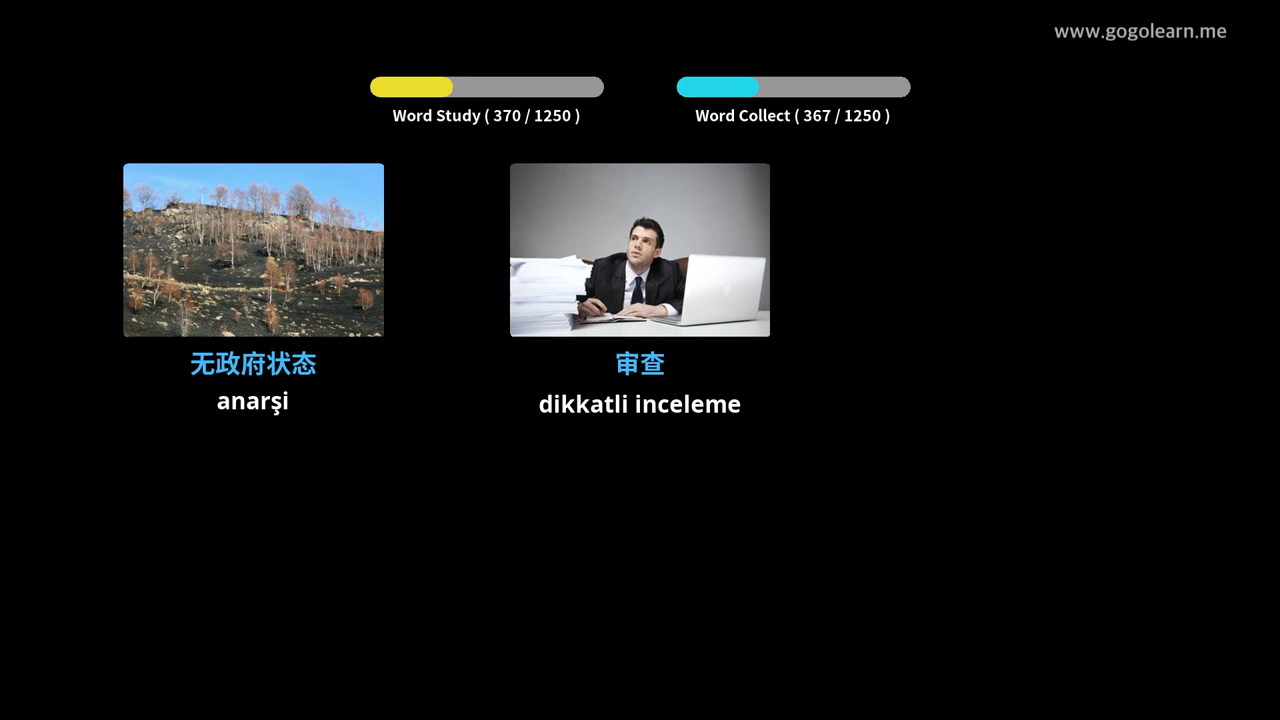 www.gogolearn.me
Word Study ( 370 / 1250 )
Word Collect ( 367 / 1250 )
无政府状态
anarşi
审查
dikkatli inceleme